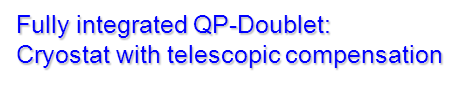 Fully integrated QP-Doublet:
Cryostat with telescopic compensation